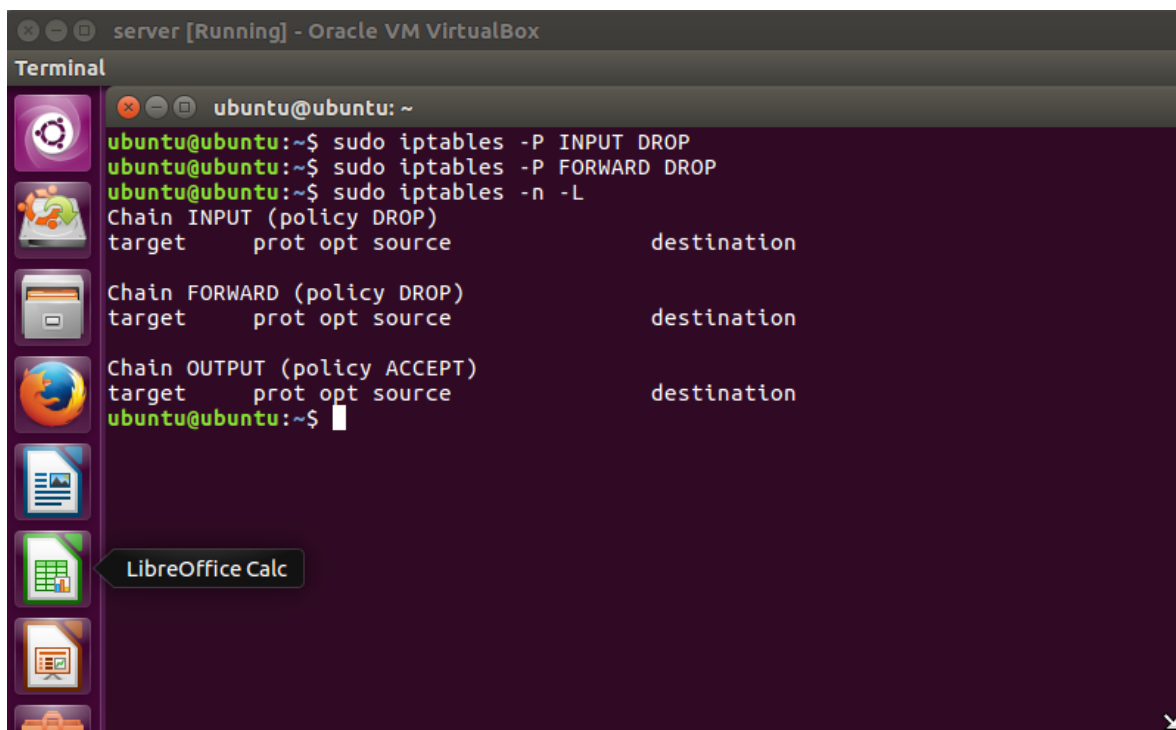 server [Running] - Oracle VM VirtualBox
Terminal
ubuntu@ubuntu: ~
ubuntu@ubuntu:~$ sudo iptables -P INPUT DROP
ubuntu@ubuntu:~$ sudo iptables -P FORWARD DROP
ubuntu@ubuntu:~$ sudo iptables -n -L
Chain INPUT (policy DROP)
target     prot opt source               destination

Chain FORWARD (policy DROP)
target     prot opt source               destination

Chain OUTPUT (policy ACCEPT)
target     prot opt source               destination
ubuntu@ubuntu:~$
LibreOffice Calc